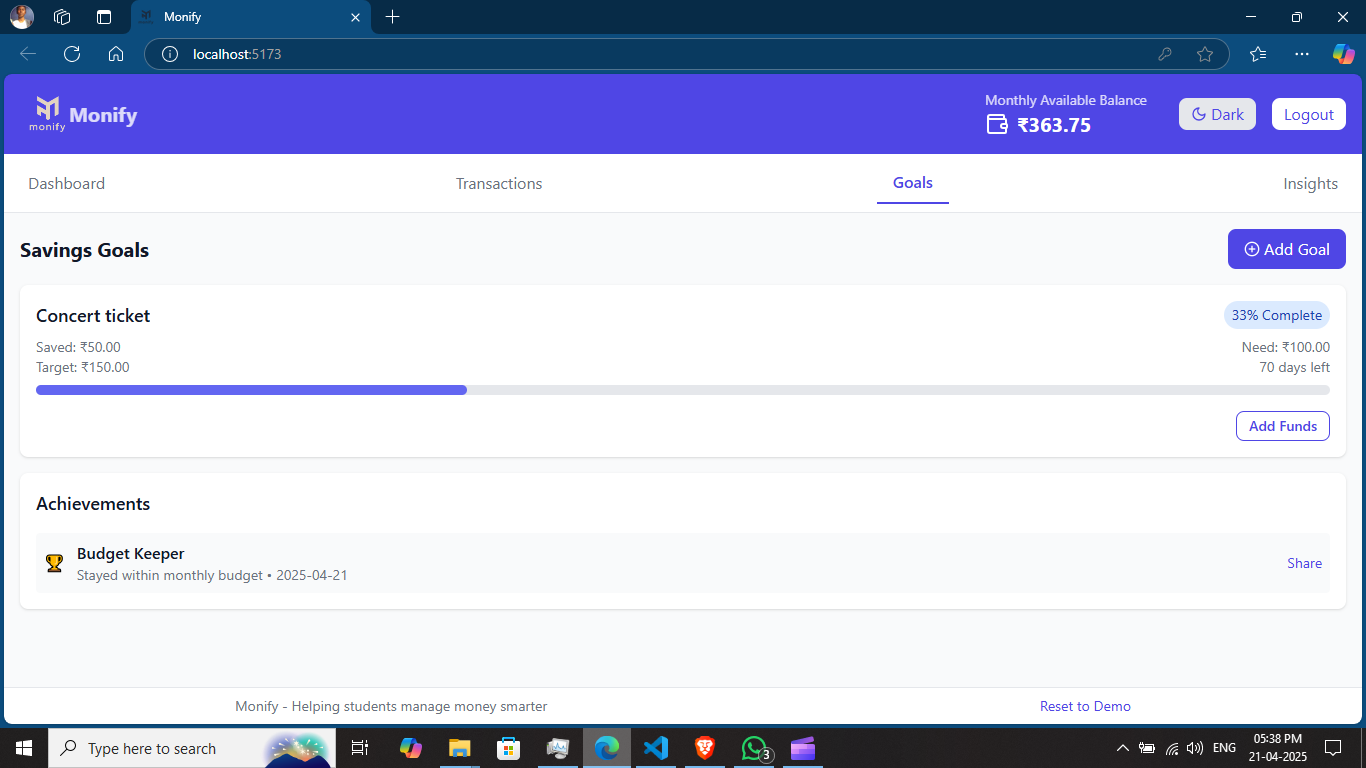 Monify
localhost:5173
monify
Monify
Monthly Available Balance
₹363.75
Dark
Logout
Dashboard
Transactions
Goals
Insights
Savings Goals
Add Goal
Concert ticket
33% Complete
Saved: ₹50.00
Need: ₹100.00
Target: ₹150.00
70 days left
Add Funds
Achievements
Budget Keeper
Stayed within monthly budget • 2025-04-21
Share
Monify - Helping students manage money smarter
Reset to Demo
Type here to search
3
ENG
05:38 PM
21-04-2025